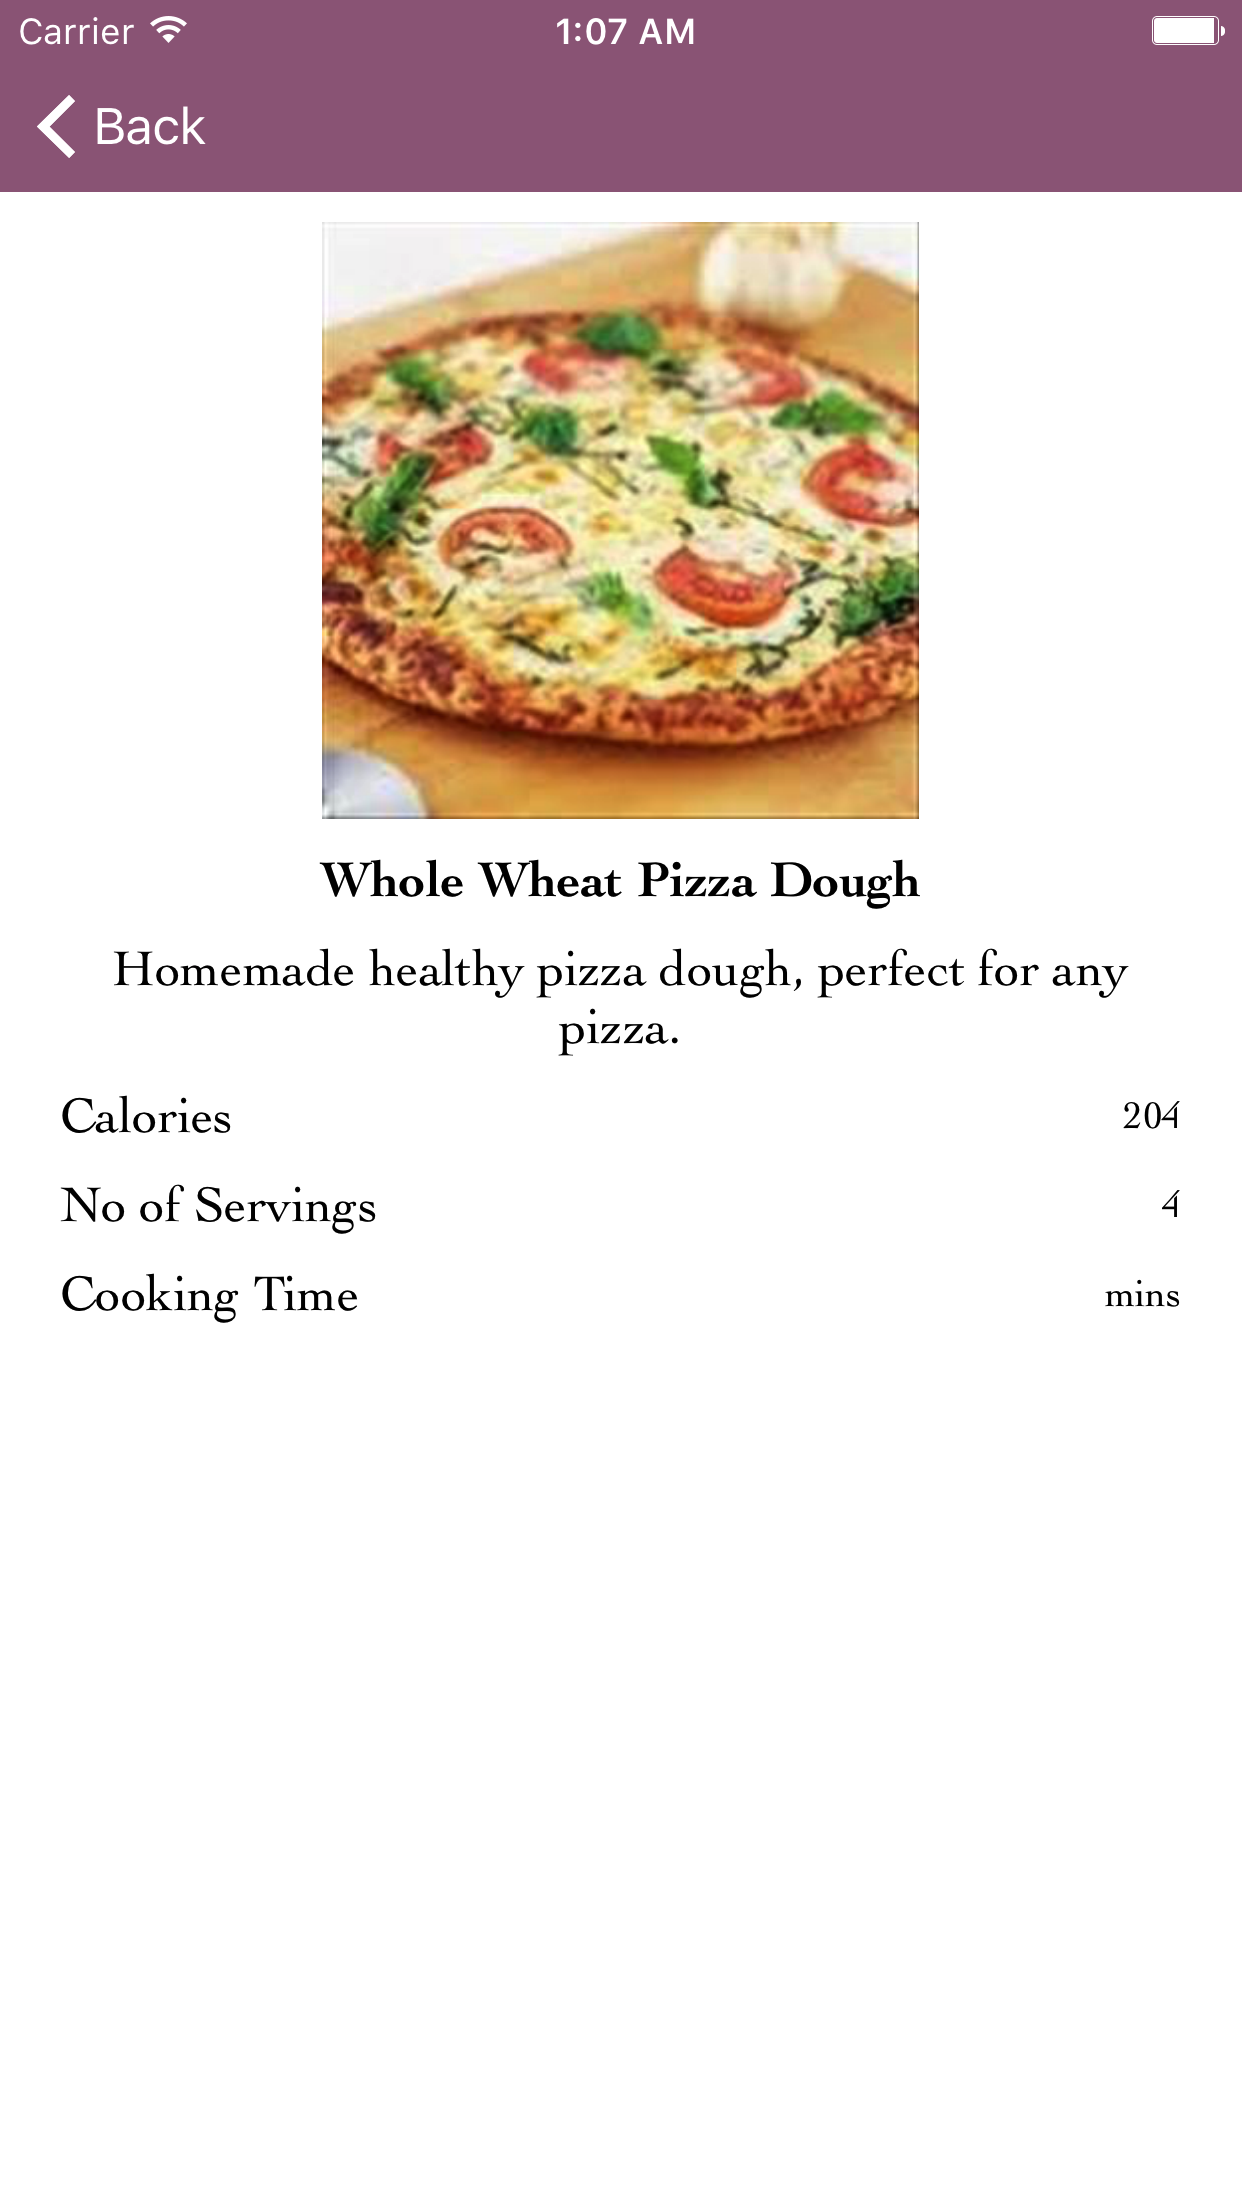 Carrier
1:07 AM
Back
Whole Wheat Pizza Dough
Homemade healthy pizza dough, perfect for any
pizza.
Calories 204
No of Servings 4
Cooking Time mins